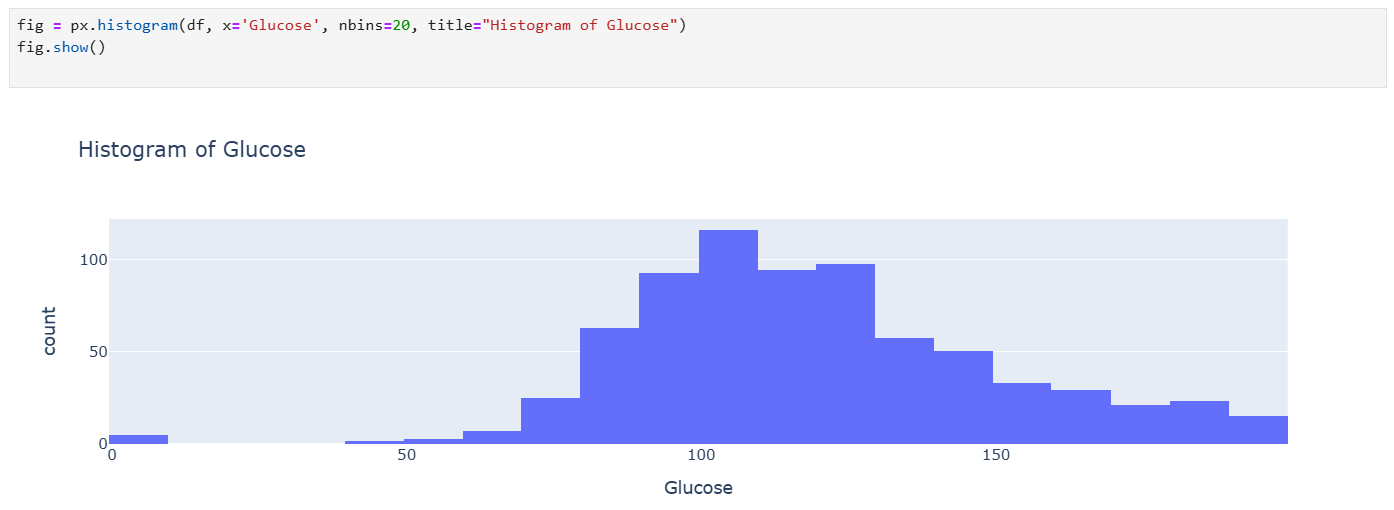 fig = px.histogram(df, x='Glucose', nbins=20, title="Histogram of Glucose")
fig.show()
Histogram of Glucose
100
50
0
count
0 50 100 150
Glucose